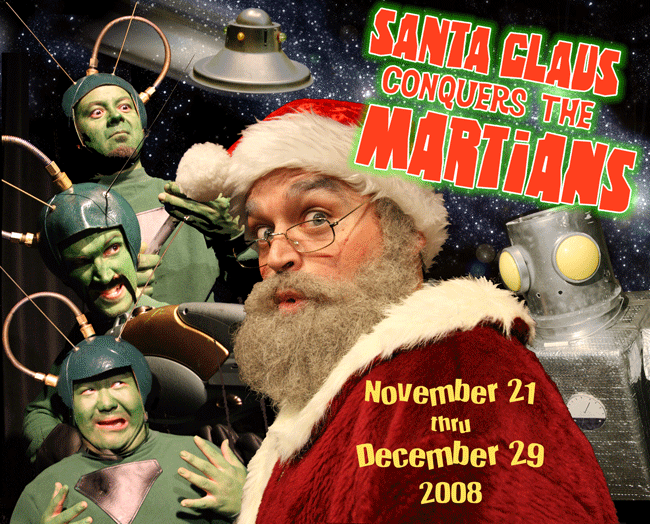 SANTA CLAUS
CONQUERS THE
MARTiANS
November 21
thru
December 29
2008